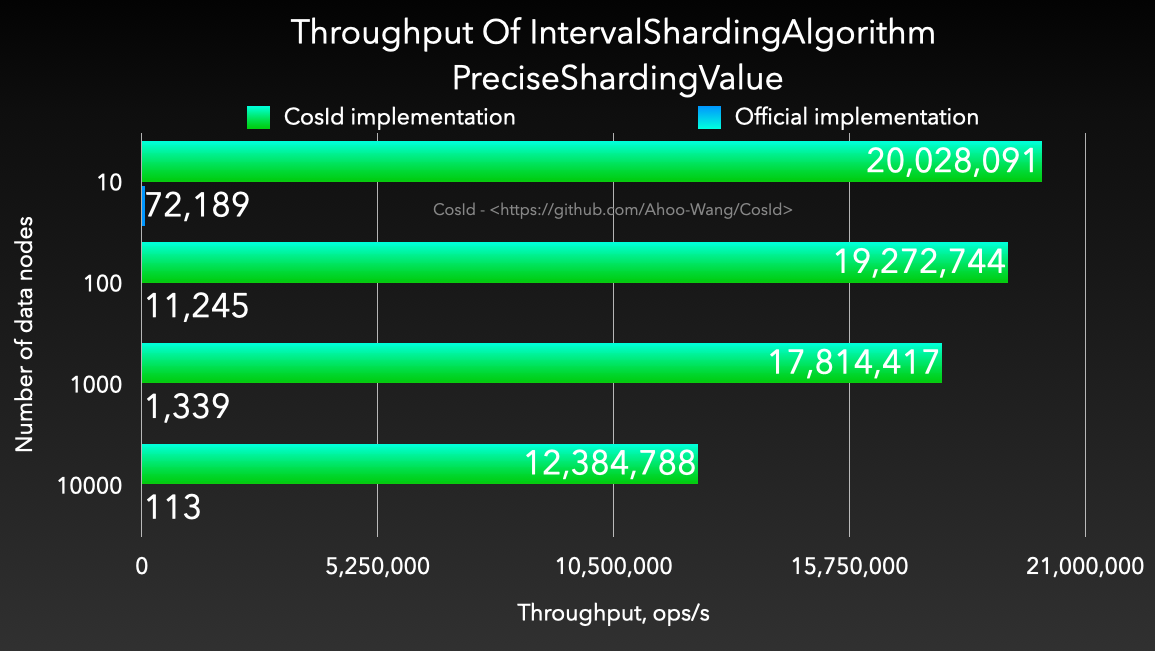 Throughput Of IntervalShardingAlgorithm
PreciseShardingValue
CosId implementation
Official implementation
Number of data nodes
10
20,028,091
72,189
CosId - <https://github.com/Ahoo-Wang/CosId>
100
19,272,744
11,245
1000
17,814,417
1,339
10000
12,384,788
113
0
5,250,000
10,500,000
15,750,000
21,000,000
Throughput, ops/s